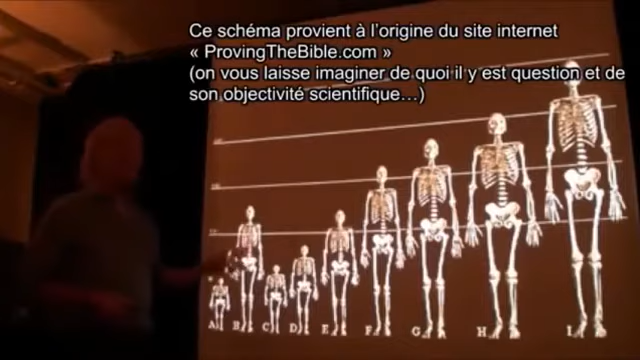 Ce schéma provient à l'origine du site internet
« ProvingTheBible.com »
(on vous laisse imaginer de quoi il y est question et de
son objectivité scientifique…)
A B C D E F G H I